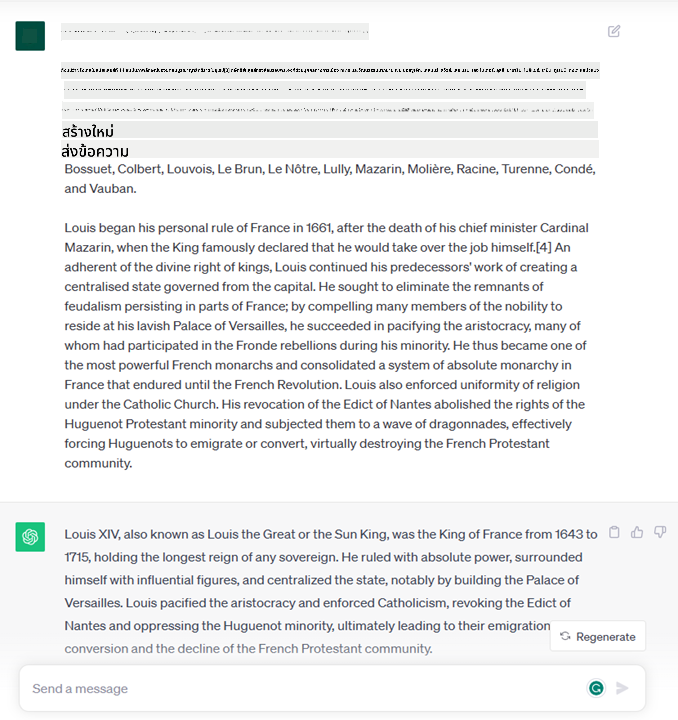 สร้างใหม่
ส่งข้อความ
Bossuet, Colbert, Louvois, Le Brun, Le Nôtre, Lully, Mazarin, Molière, Racine, Turenne, Condé,
and Vauban.
Louis began his personal rule of France in 1661, after the death of his chief minister Cardinal
Mazarin, when the King famously declared that he would take over the job himself.[4] An
adherent of the divine right of kings, Louis continued his predecessors' work of creating a
centralised state governed from the capital. He sought to eliminate the remnants of
feudalism persisting in parts of France; by compelling many members of the nobility to
reside at his lavish Palace of Versailles, he succeeded in pacifying the aristocracy, many of
whom had participated in the Fronde rebellions during his minority. He thus became one of
the most powerful French monarchs and consolidated a system of absolute monarchy in
France that endured until the French Revolution. Louis also enforced uniformity of religion
under the Catholic Church. His revocation of the Edict of Nantes abolished the rights of the
Huguenot Protestant minority and subjected them to a wave of dragonnades, effectively
forcing Huguenots to emigrate or convert, virtually destroying the French Protestant
community.
Louis XIV, also known as Louis the Great or the Sun King, was the King of France from 1643 to
1715, holding the longest reign of any sovereign. He ruled with absolute power, surrounded
himself with influential figures, and centralized the state, notably by building the Palace of
Versailles. Louis pacified the aristocracy and enforced Catholicism, revoking the Edict of
Nantes and oppressing the Huguenot minority, ultimately leading to their emigration
Regenerate
conversion and the decline of the French Protestant community.
Send a message